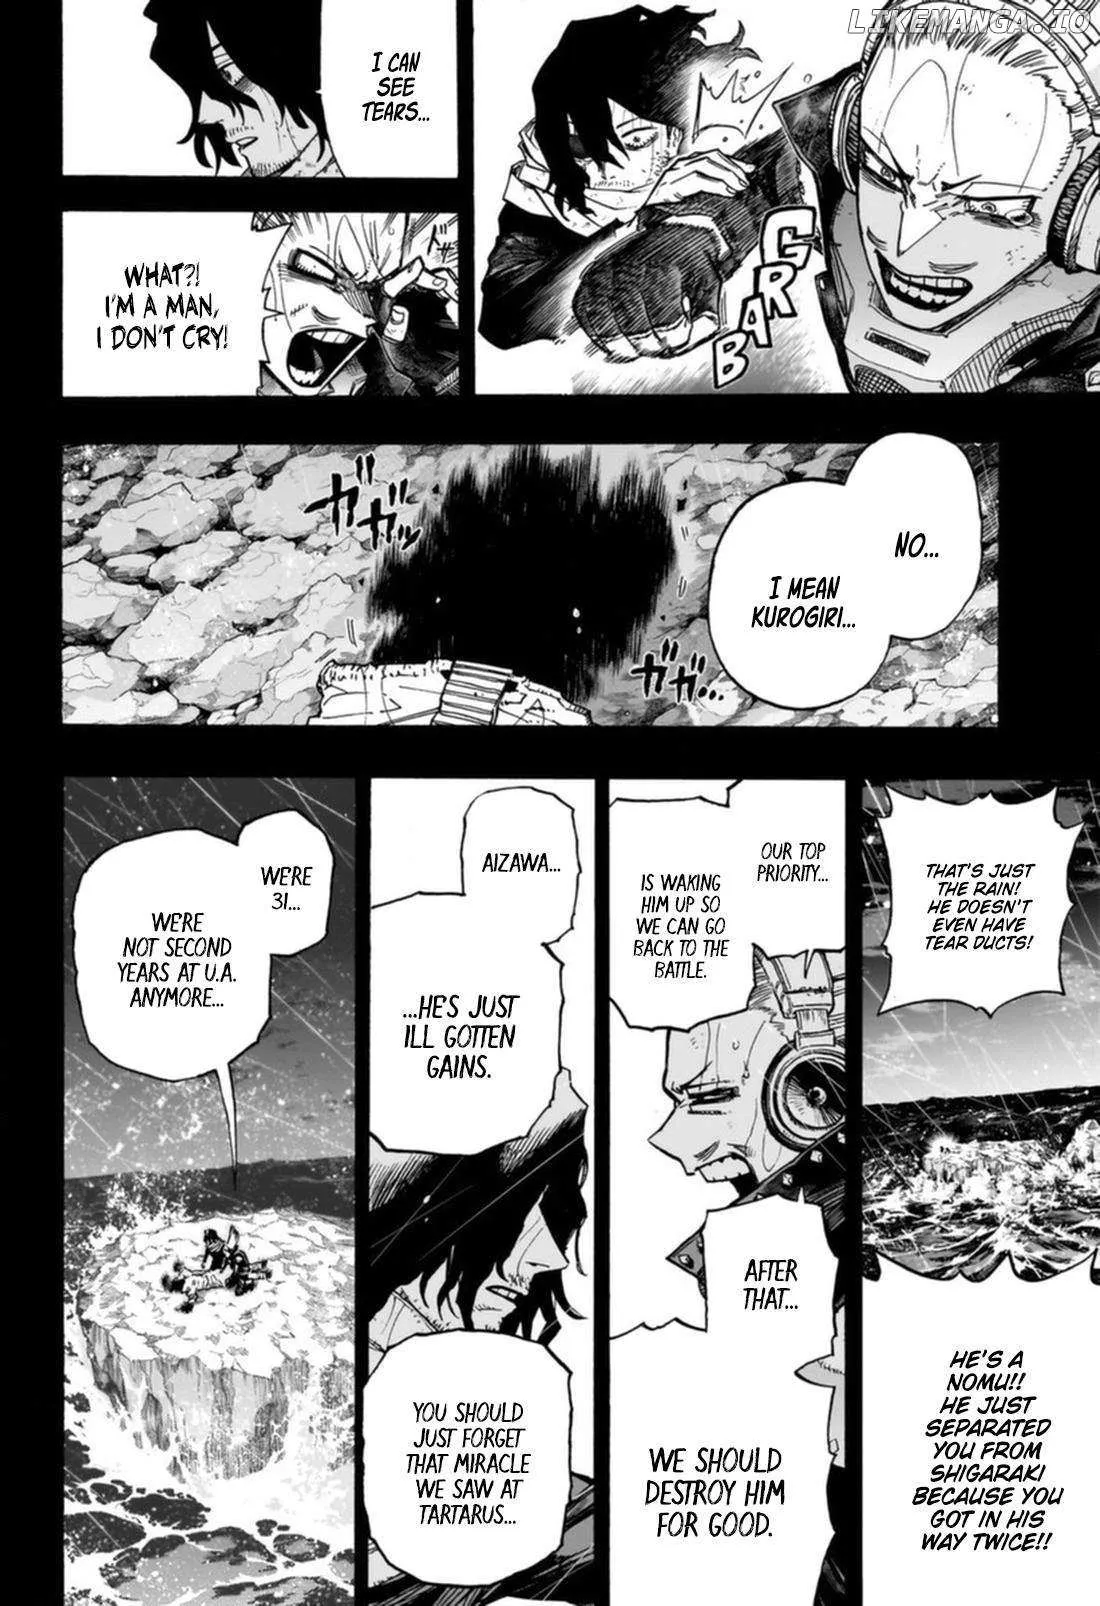 LIKEMANGA.IO
GRAB
I CAN
SEE
TEARS...
WHAT?!
I'M A MAN,
I DON'T CRY!
NO...
I MEAN
KUROGIRI...
ガガッ
ガガ...
THAT'S JUST
THE RAIN!
HE DOESN'T
EVEN HAVE
TEAR DUCTS!
HE'S A
NOMU!!
HE JUST
SEPARATED
YOU FROM
SHIGARAKI
BECAUSE YOU
GOT IN HIS
WAY TWICE!!
OUR TOP
PRIORITY...
IS WAKING
HIM UP SO
WE CAN GO
BACK TO THE
BATTLE.
AFTER
THAT...
WE SHOULD
DESTROY HIM
FOR GOOD.
AIZAWA...
...HE'S JUST
ILL GOTTEN
GAINS.
YOU SHOULD
JUST FORGET
THAT MIRACLE
WE SAW AT
TARTARUS...
WE'RE
31...
WE'RE
NOT SECOND
YEARS AT U.A.
ANYMORE...